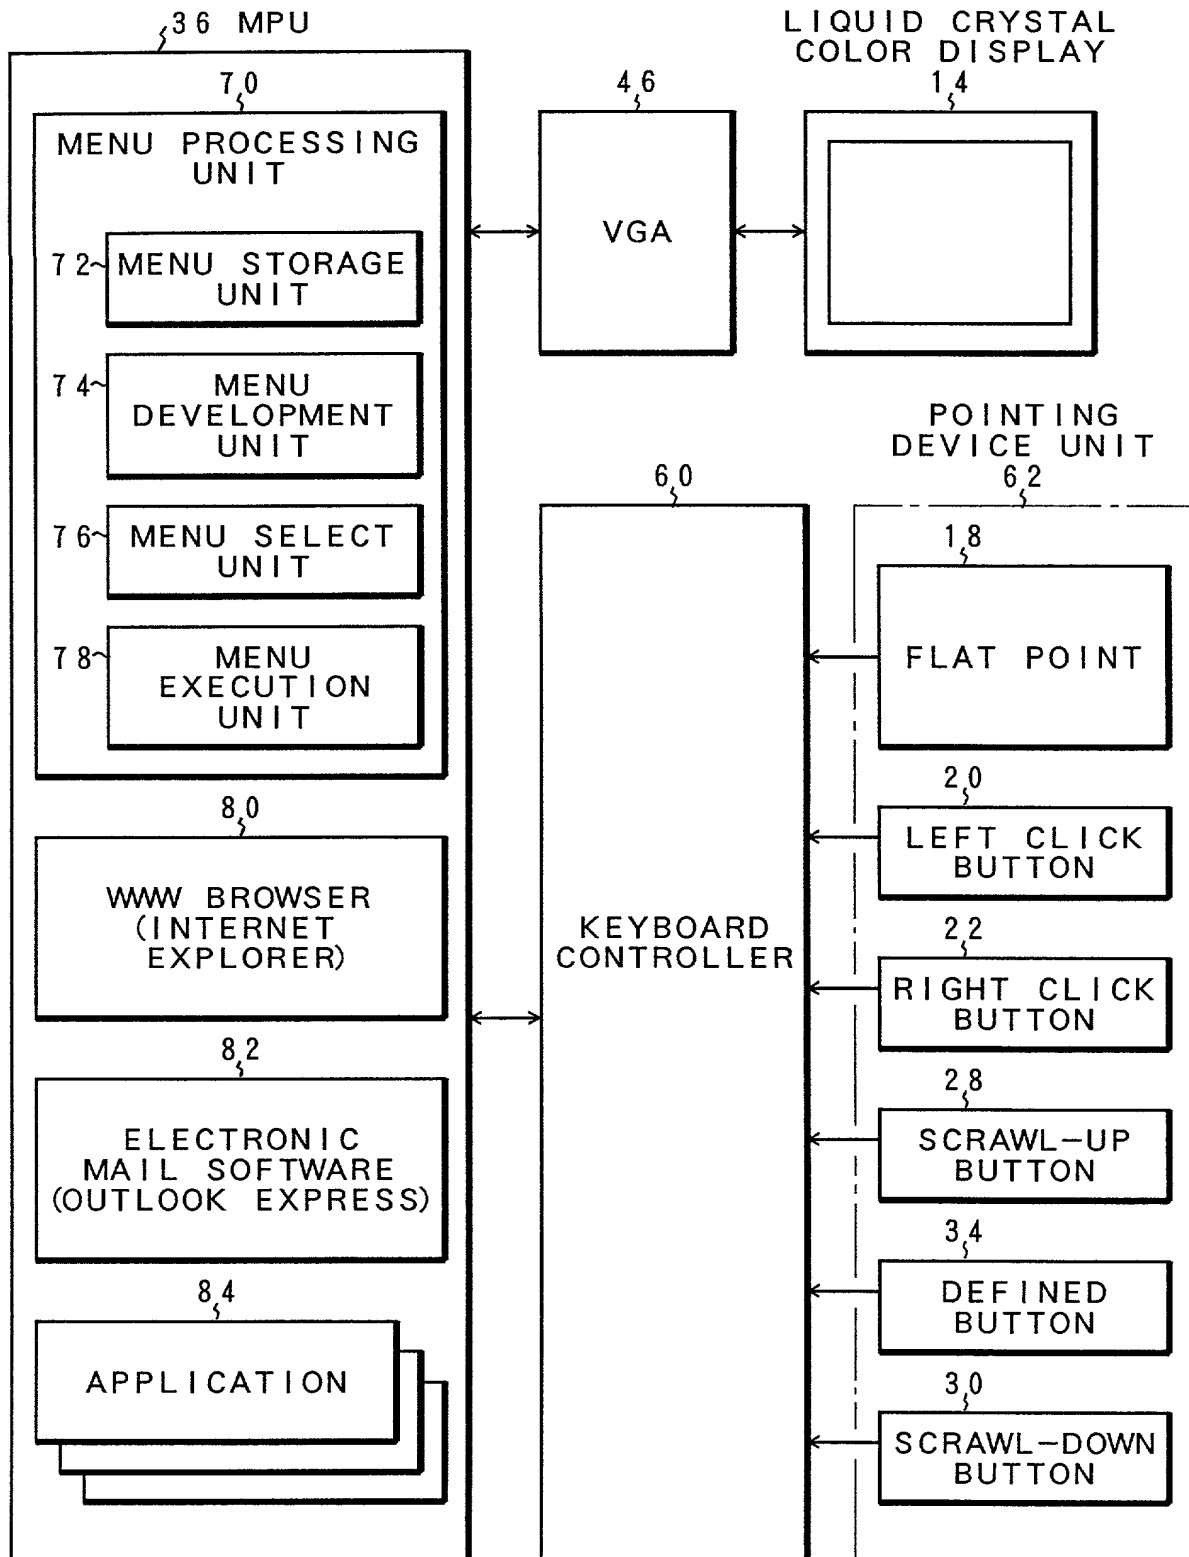 36 MPU
70
MENU PROCESSING
UNIT
72
MENU STORAGE
UNIT
74
MENU
DEVELOPMENT
UNIT
76
MENU SELECT
UNIT
78
MENU
EXECUTION
UNIT
80
WWW BROWSER
(INTERNET
EXPLORER)
82
ELECTRONIC
MAIL SOFTWARE
(OUTLOOK EXPRESS)
84
APPLICATION
46
VGA
LIQUID CRYSTAL
COLOR DISPLAY
14
60
KEYBOARD
CONTROLLER
POINTING
DEVICE UNIT
62
18
FLAT POINT
20
LEFT CLICK
BUTTON
22
RIGHT CLICK
BUTTON
28
SCRAWL-UP
BUTTON
34
DEFINED
BUTTON
30
SCRAWL-DOWN
BUTTON